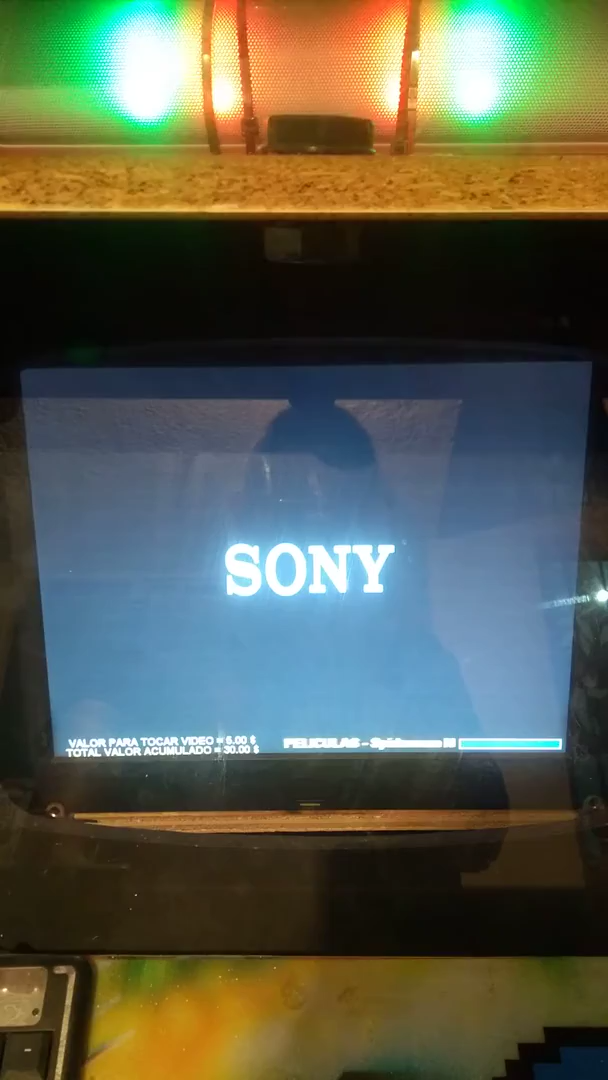 SONY
VALOR PARA TOCAR VIDEO = 5.00 $
TOTAL VALOR ACUMULADO = 30.00 $
PELICULAS -